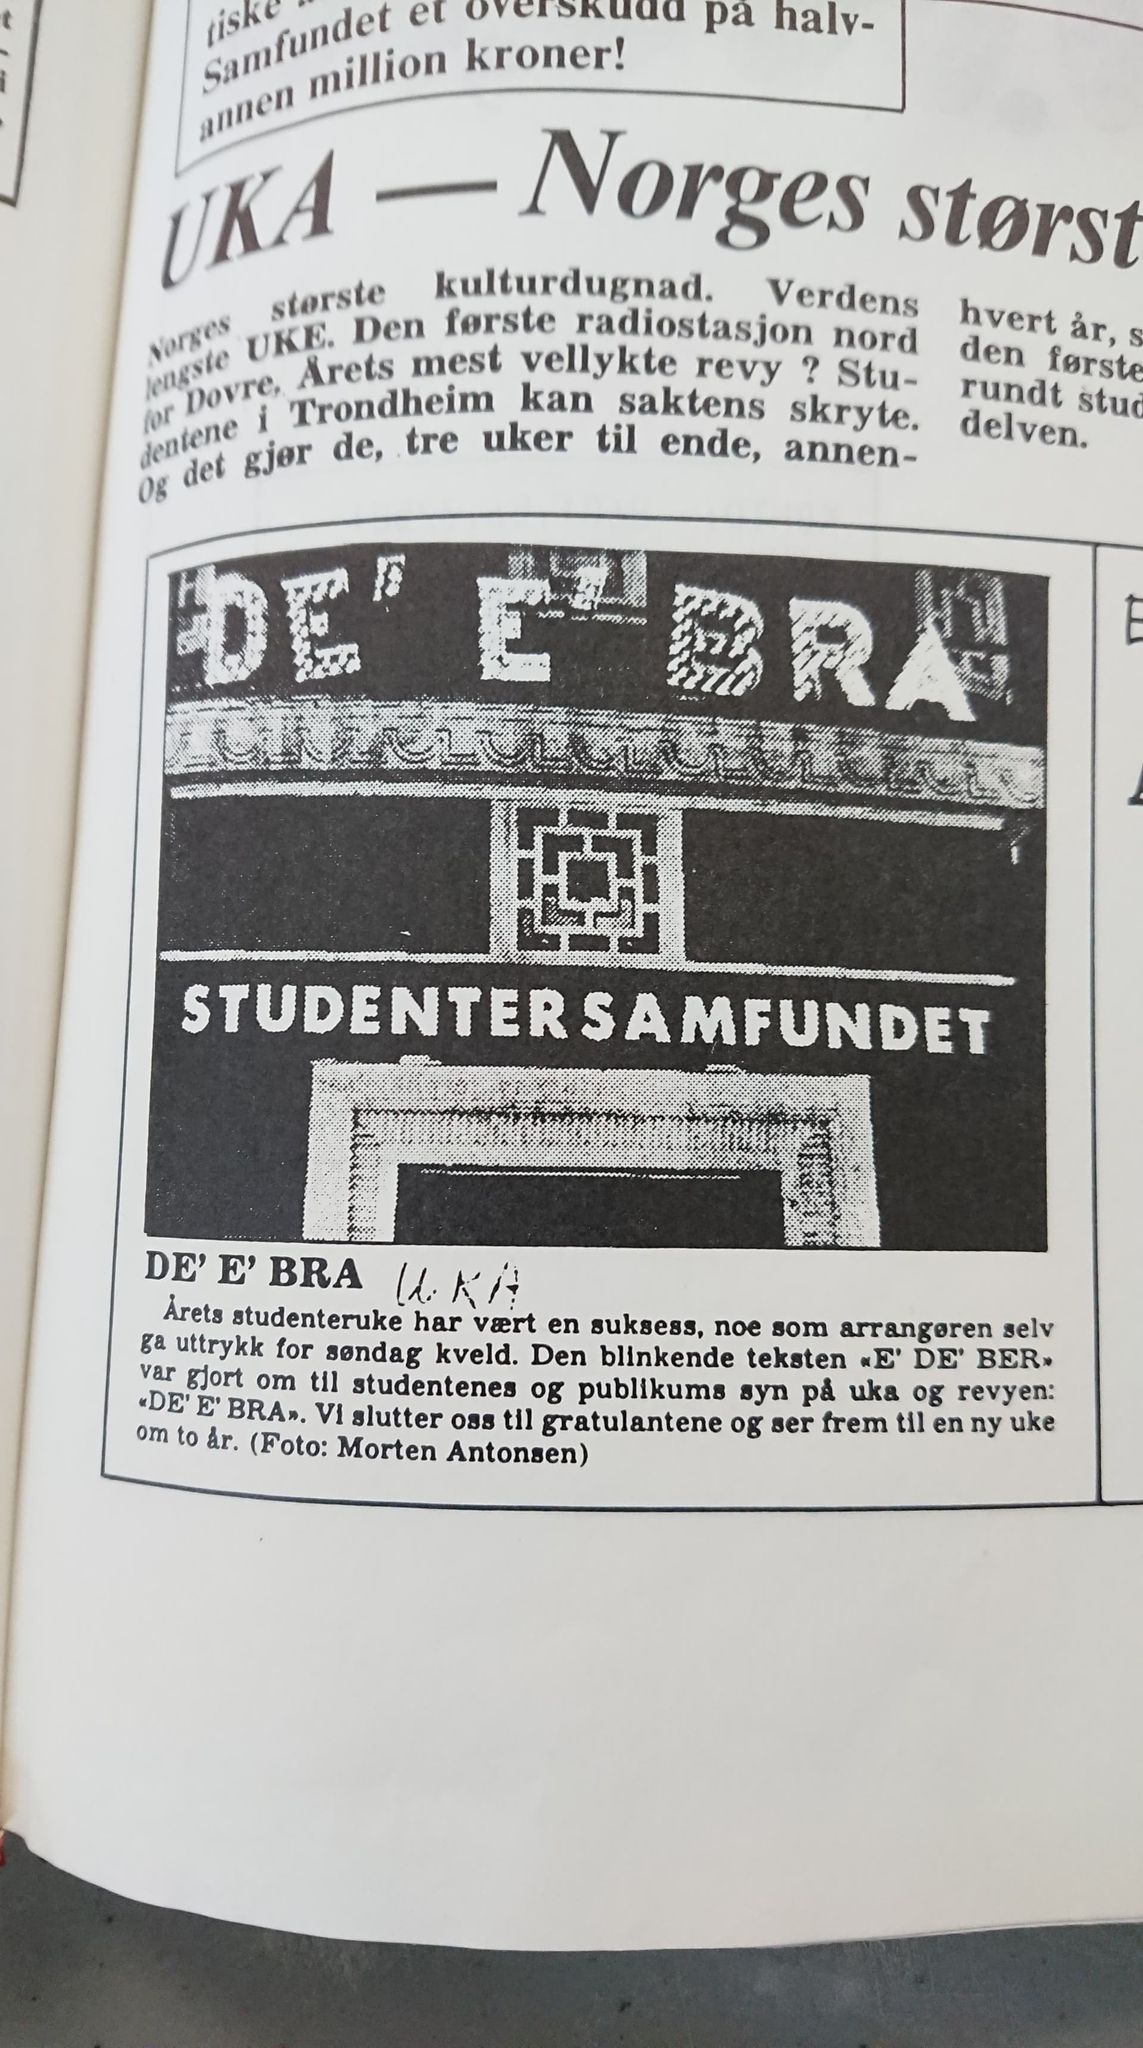 tiske
Samfundet et overskudd på halv-
annen million kroner!
UKA — Norges størst
Norges største kulturdugnad. Verdens
lengste UKE. Den første radiostasjon nord
for Dovre, Årets mest vellykte revy ? Stu-
dentene i Trondheim kan saktens skryte.
Og det gjør de, tre uker til ende, annen-
hvert år, s
den første
rundt stud
delven.
DE' E' BRA
STUDENTERSAMFUNDET
DE' E' BRA UKA
Årets studenteruke har vært en suksess, noe som arrangøren selv
ga uttrykk for søndag kveld. Den blinkende teksten «E' DE' BER»
var gjort om til studentenes og publikums syn på uka og revyen:
«DE' E' BRA». Vi slutter oss til gratulantene og ser frem til en ny uke
om to år. (Foto: Morten Antonsen)